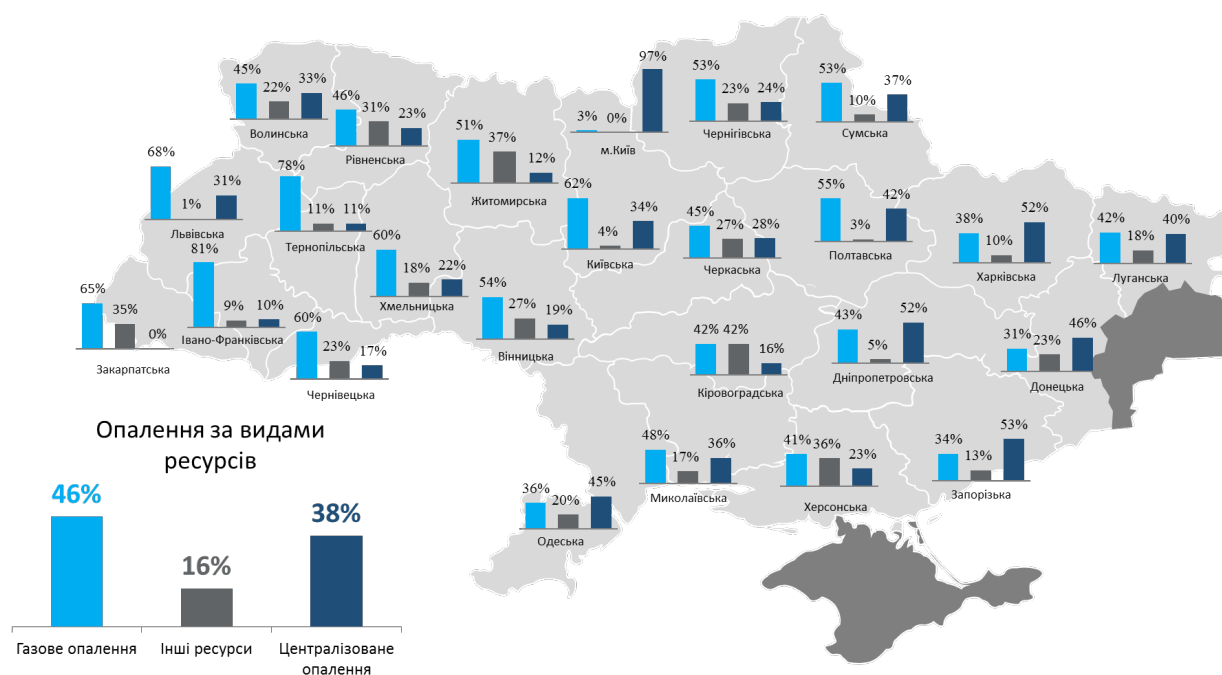 45% 22% 33%
Волинська
46% 31% 23%
Рівненська
51% 37% 12%
Житомирська
3% 0% 97%
м.Київ
53% 23% 24%
Чернігівська
53% 10% 37%
Сумська
68% 1% 31%
Львівська
78% 11% 11%
Тернопільська
60% 18% 22%
Хмельницька
62% 4% 34%
Київська
45% 27% 28%
Черкаська
55% 3% 42%
Полтавська
38% 10% 52%
Харківська
42% 18% 40%
Луганська
65% 35% 0%
Закарпатська
81% 9% 10%
Івано-Франківська
60% 23% 17%
Чернівецька
54% 27% 19%
Вінницька
42% 42% 16%
Кіровоградська
43% 5% 52%
Дніпропетровська
31% 23% 46%
Донецька
36% 20% 45%
Одеська
48% 17% 36%
Миколаївська
41% 36% 23%
Херсонська
34% 13% 53%
Запорізька
Опалення за видами
ресурсів
46% 16% 38%
Газове опалення Інші ресурси Централізоване
опалення